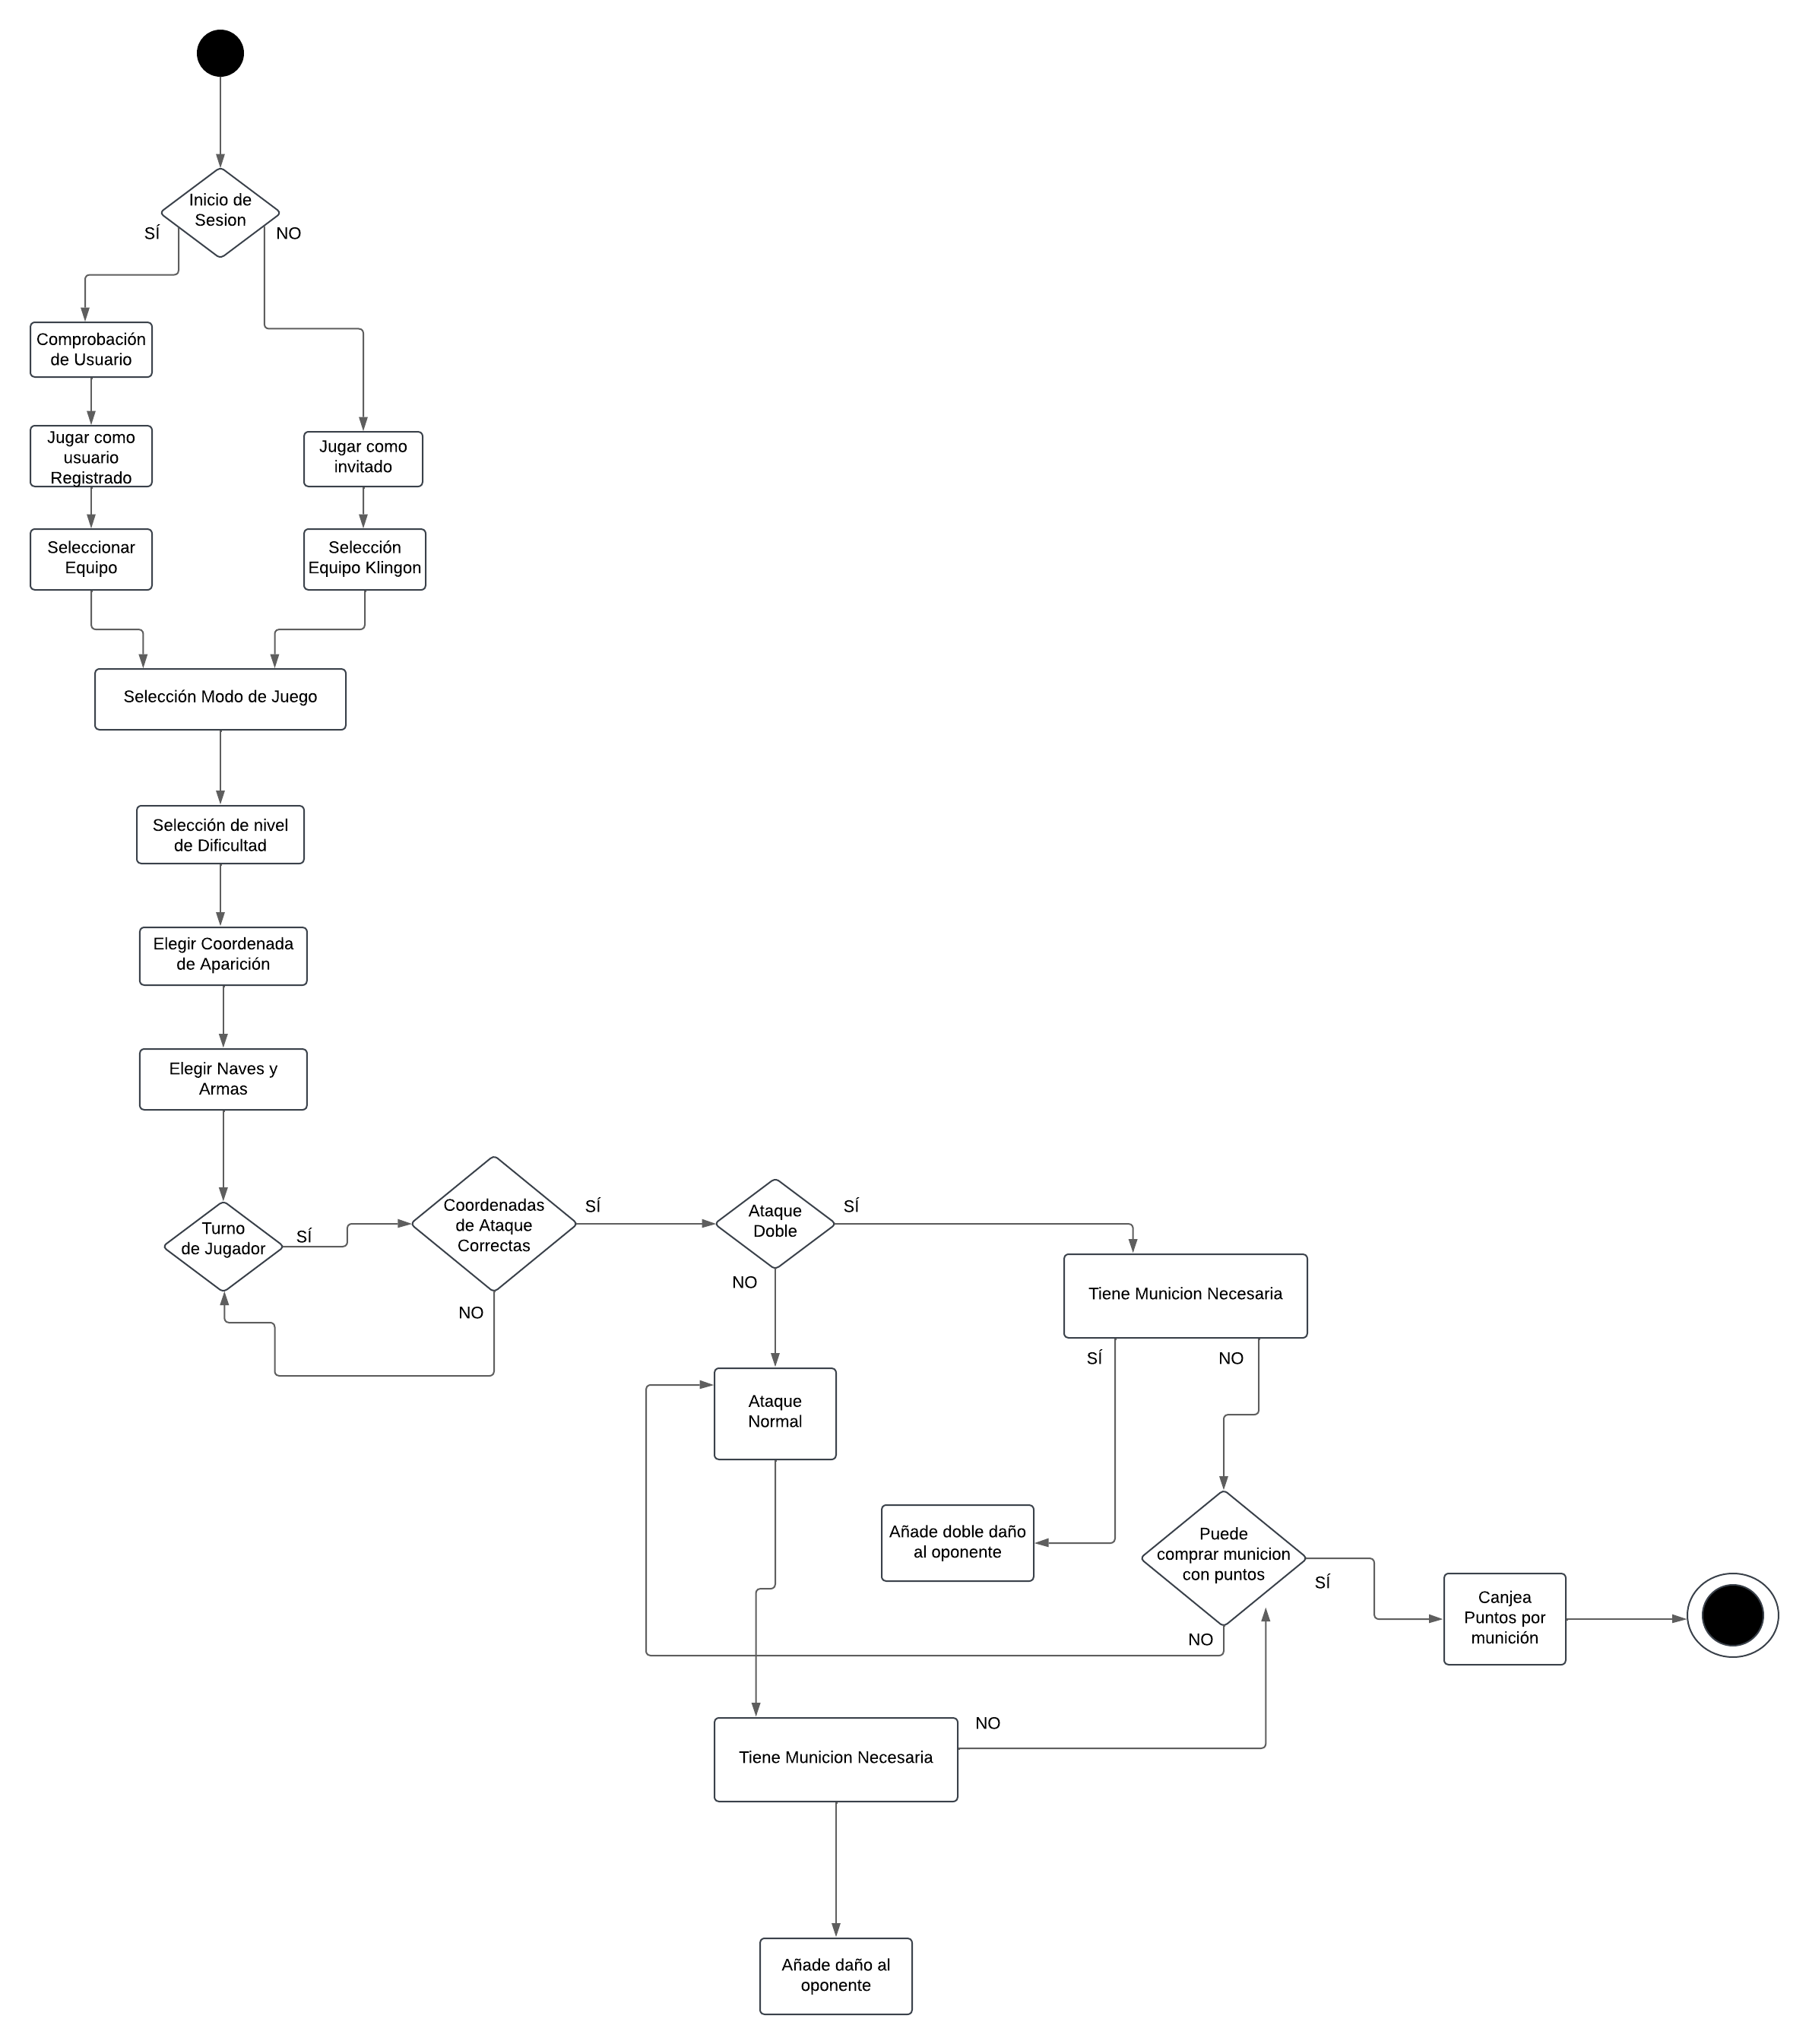 Inicio de
Sesion
SÍ
NO
Comprobación
de Usuario
Jugar como
usuario
Registrado
Jugar como
invitado
Seleccionar
Equipo
Selección
Equipo Klingon
Selección Modo de Juego
Selección de nivel
de Dificultad
Elegir Coordenada
de Aparición
Elegir Naves y
Armas
Turno
de Jugador
SÍ
Coordenadas
de Ataque
Correctas
SÍ
NO
Ataque
Doble
SÍ
NO
Tiene Municion Necesaria
SÍ
NO
Ataque
Normal
Añade doble daño
al oponente
Puede
comprar municion
con puntos
SÍ
NO
Canjea
Puntos por
munición
Tiene Municion Necesaria
NO
Añade daño al
oponente